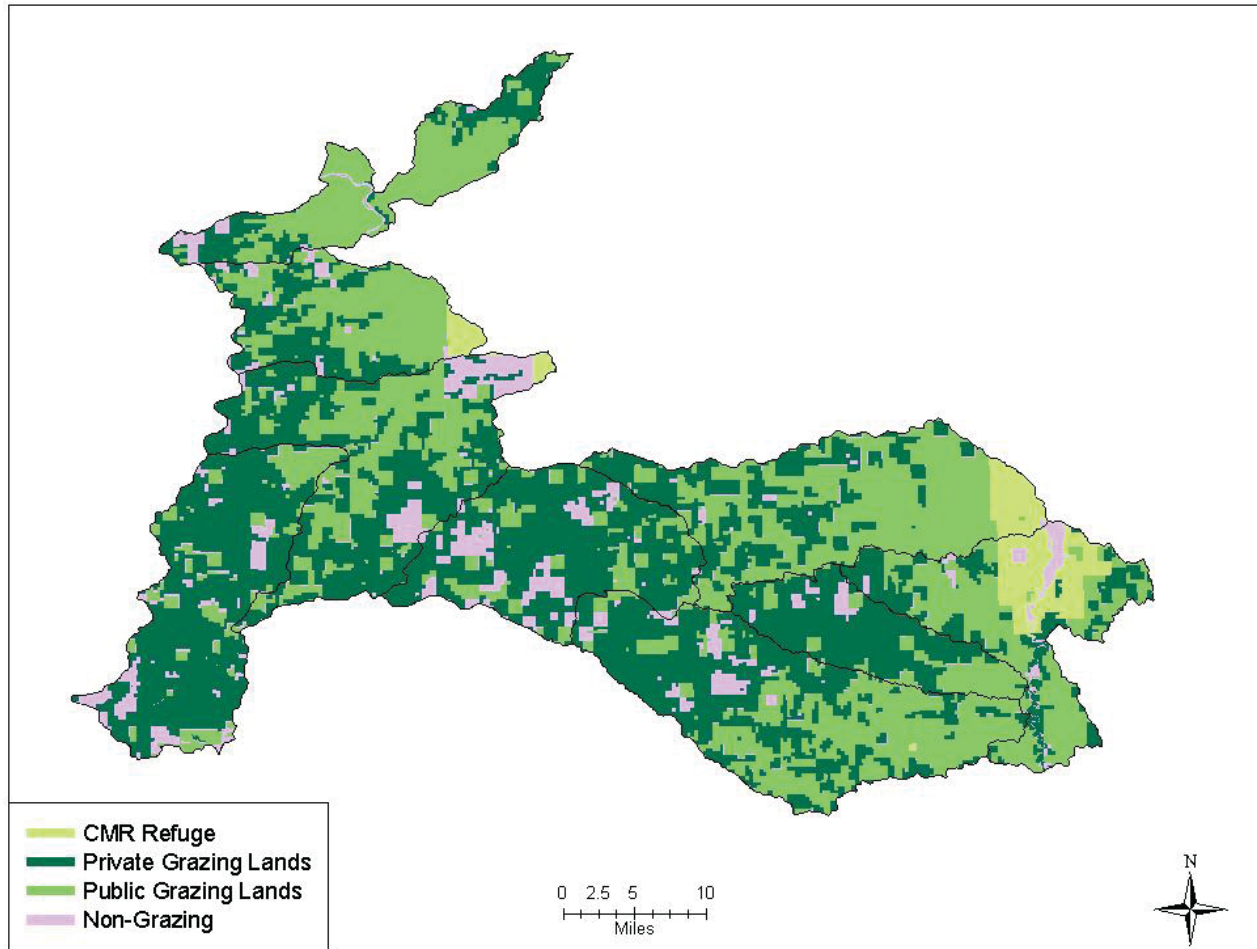 CMR Refuge
Private Grazing Lands
Public Grazing Lands
Non-Grazing
0 2.5 5 10
Miles
N